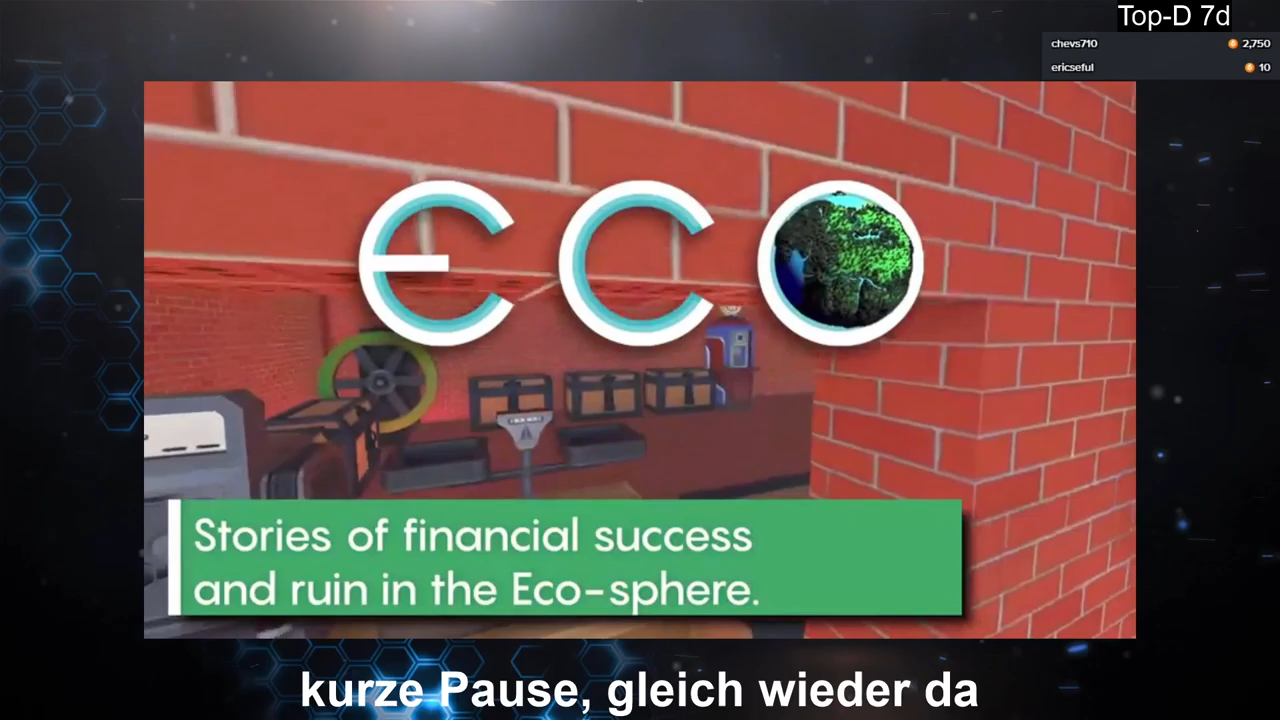 Top-D 7d
chevs710 2,750
ericseful 10
eco
Stories of financial success
and ruin in the Eco-sphere.
kurze Pause, gleich wieder da